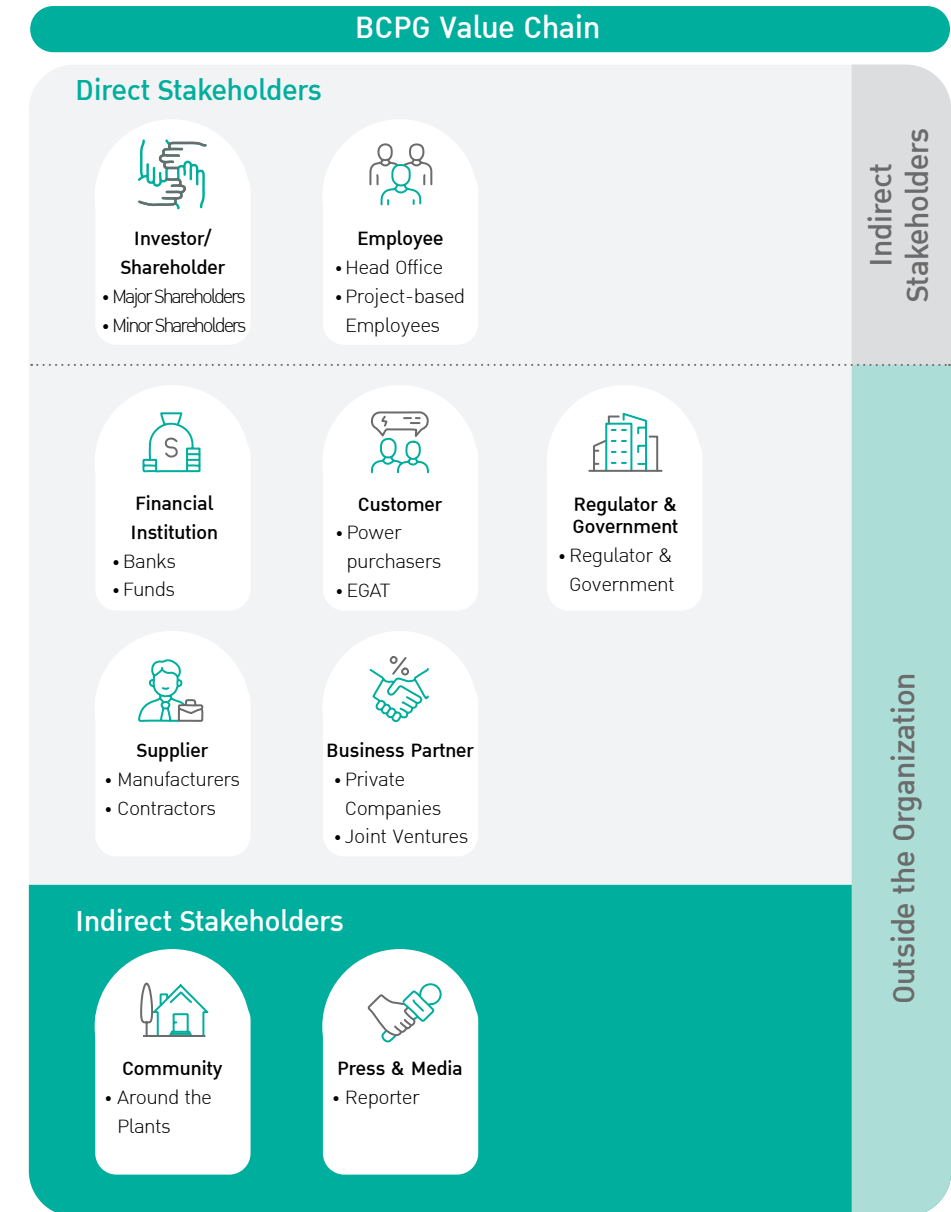 BCPG Value Chain
Direct Stakeholders
Indirect
Stakeholders
Investor/
Shareholder
• Major Shareholders
• Minor Shareholders
Employee
• Head Office
• Project-based
Employees
Financial
Institution
• Banks
• Funds
Customer
• Power
purchasers
• EGAT
Regulator &
Government
• Regulator &
Government
Supplier
• Manufacturers
• Contractors
Business Partner
• Private
Companies
• Joint Ventures
Outside the Organization
Indirect Stakeholders
Community
• Around the
Plants
Press & Media
• Reporter